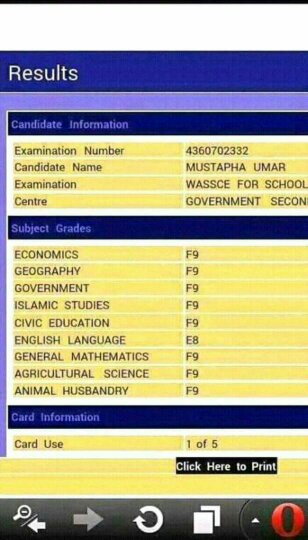 Results
Candidate Information
Examination Number 4360702332
Candidate Name MUSTAPHA UMAR
Examination WASSCE FOR SCHOOL
Centre GOVERNMENT SECON
Subject Grades
ECONOMICS F9
GEOGRAPHY F9
GOVERNMENT F9
ISLAMIC STUDIES F9
CIVIC EDUCATION F9
ENGLISH LANGUAGE E8
GENERAL MATHEMATICS F9
AGRICULTURAL SCIENCE F9
ANIMAL HUSBANDRY F9
Card Information
Card Use 1 of 5
Click Here to Print